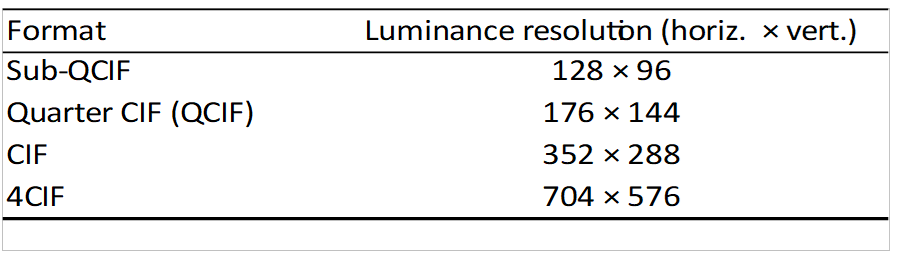 Format Luminance resolution (horiz. × vert.)
Sub-QCIF 128 × 96
Quarter CIF (QCIF) 176 × 144
CIF 352 × 288
4CIF 704 × 576